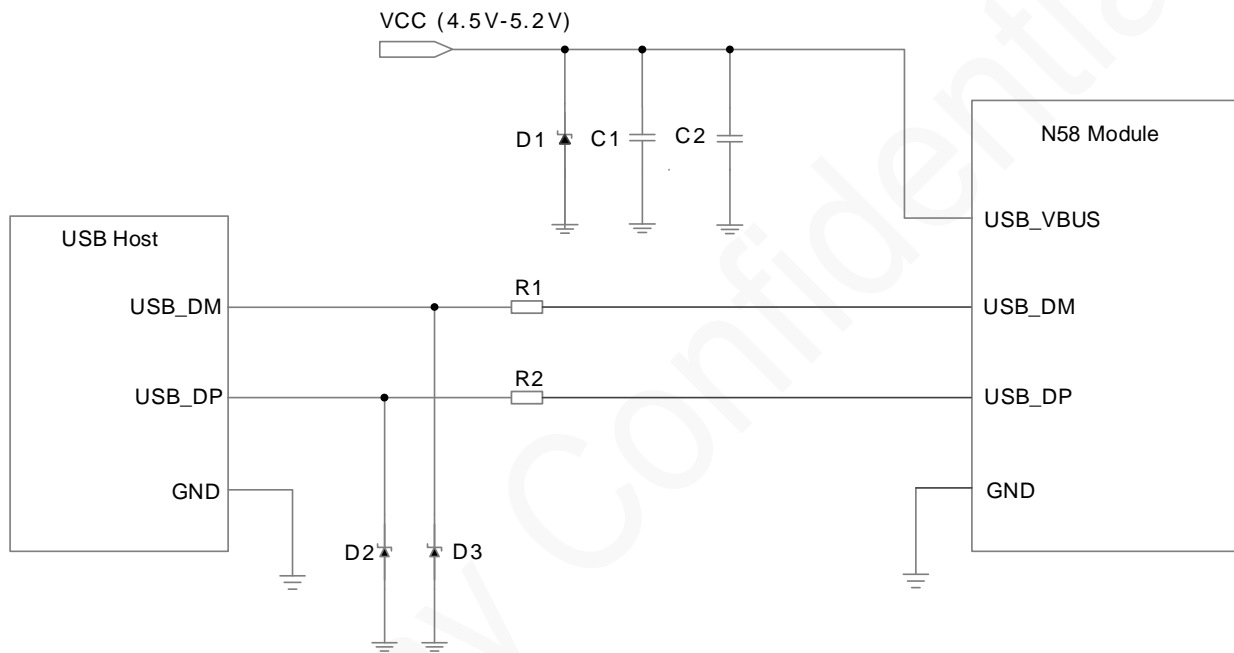 VCC (4.5V-5.2V)
D1
C1
C2
N58 Module
USB_VBUS
USB Host
USB_DM
R1
USB_DM
USB_DP
R2
USB_DP
GND
GND
D2
D3